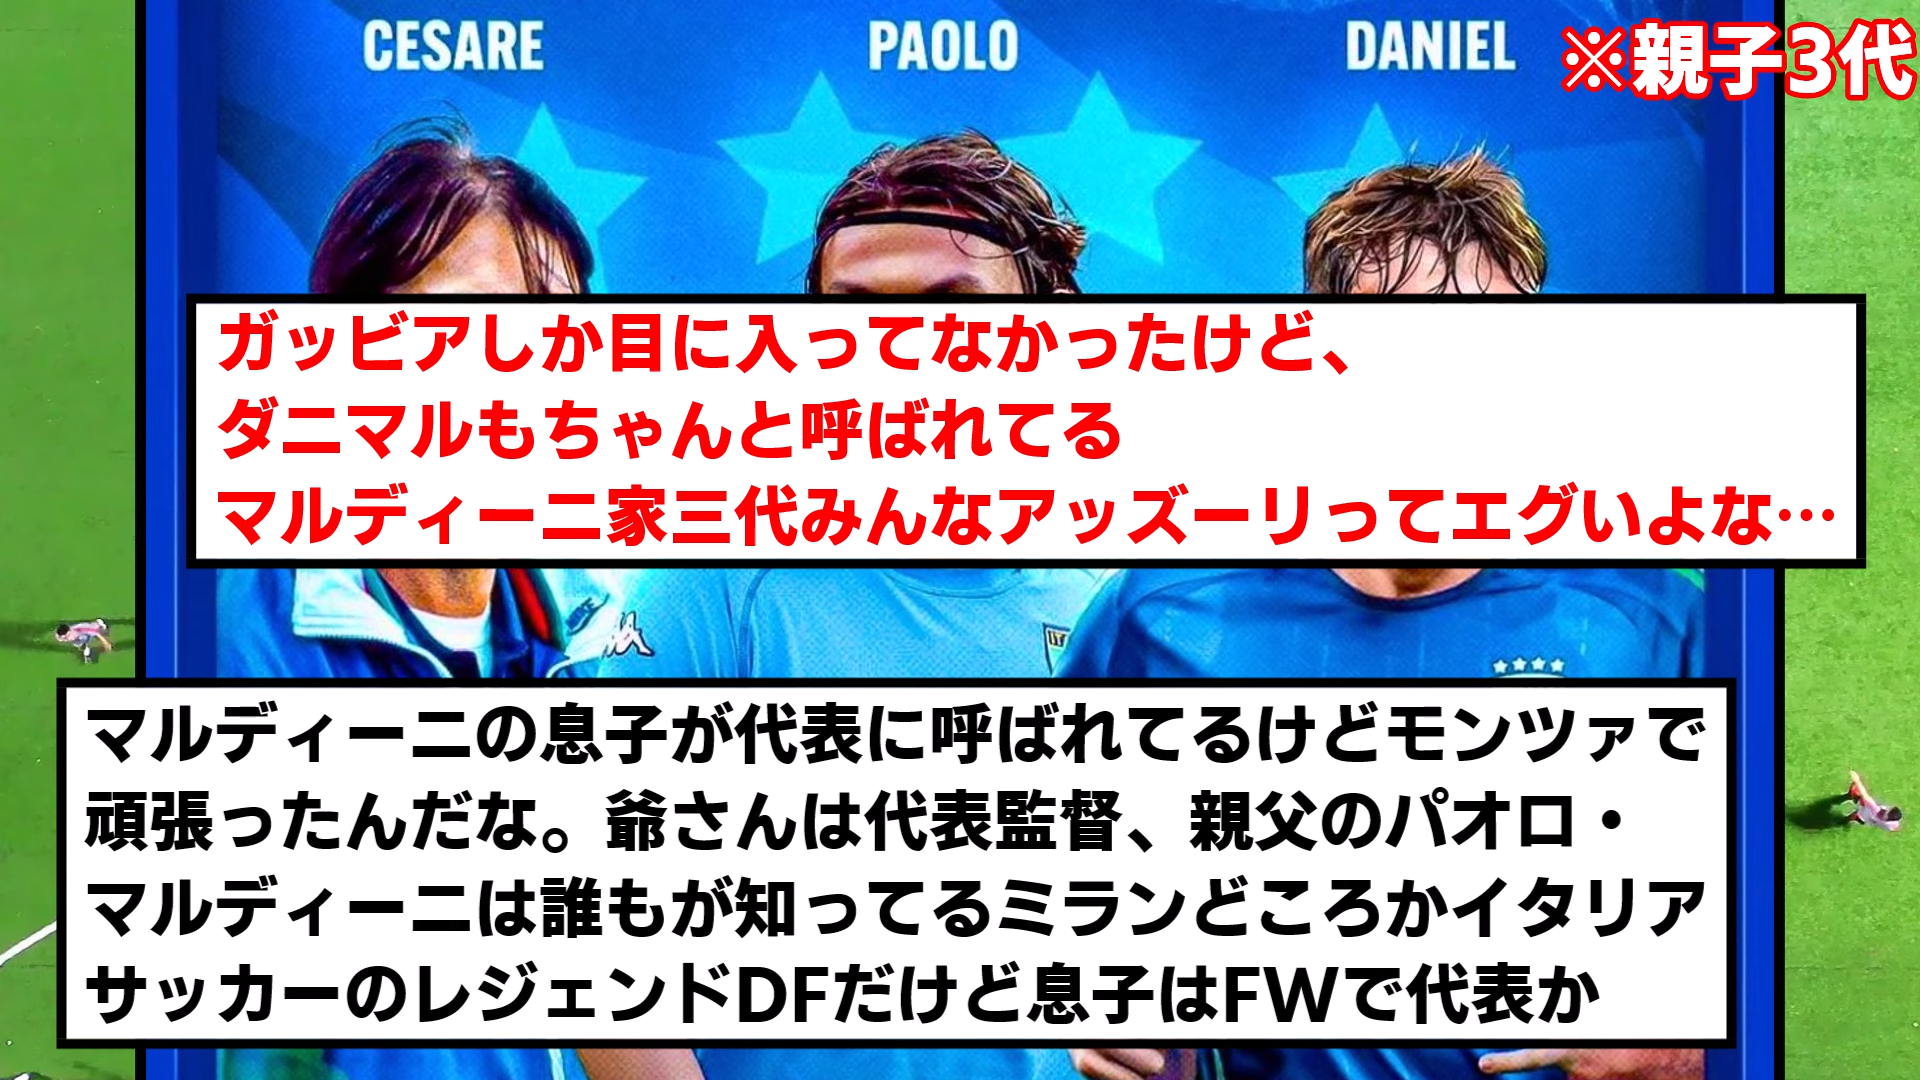 CESARE
PAOLO
DANIEL
※親子3代
ガッビアしか目に入ってなかったけど、
ダニマルもちゃんと呼ばれてる
マルディーニ家三代みんなアッズーリってエグいよな…
マルディーニの息子が代表に呼ばれてるけどモンツァで
頑張ったんだな。爺さんは代表監督、親父のパオロ・
マルディーニは誰もが知ってるミランどころかイタリア
サッカーのレジェンドDFだけど息子はFWで代表か